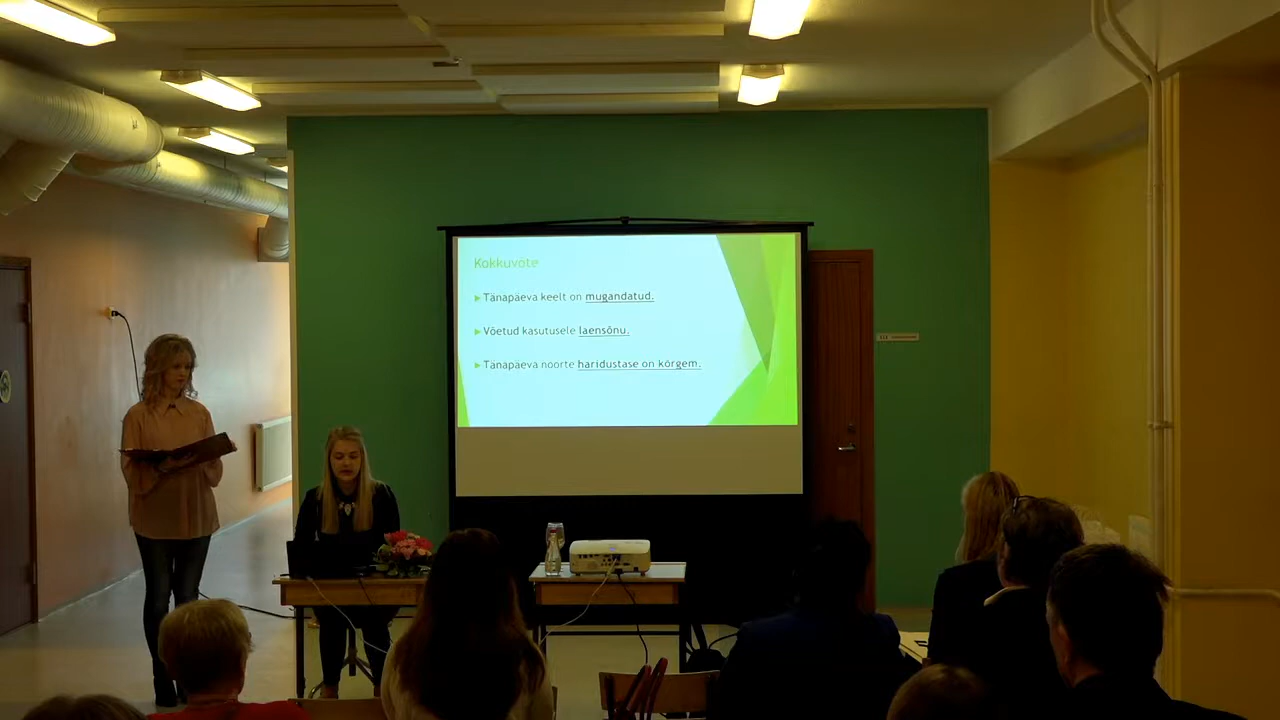 Kokkuvõte
Tänapäeva keelt on mugandatud.
Võetud kasutusele laensõnu.
Tänapäeva noorte haridustase on kõrgem.